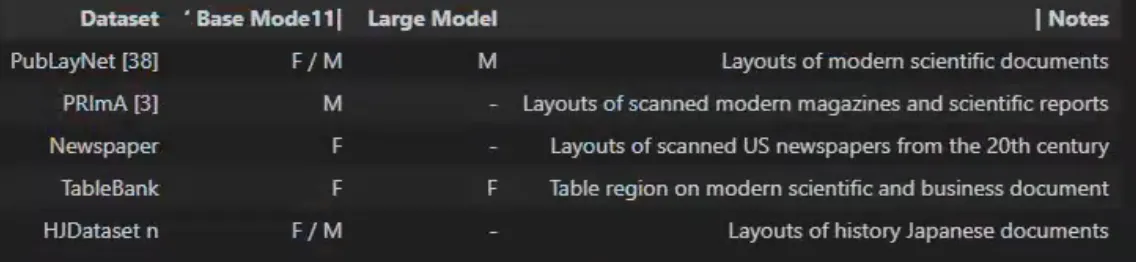 Dataset ‘ Base Mode11| Large Model | Notes
PubLayNet [38] F / M M Layouts of modern scientific documents
PRImA [3] M - Layouts of scanned modern magazines and scientific reports
Newspaper F - Layouts of scanned US newspapers from the 20th century
TableBank F F Table region on modern scientific and business document
HJDataset n F / M - Layouts of history Japanese documents